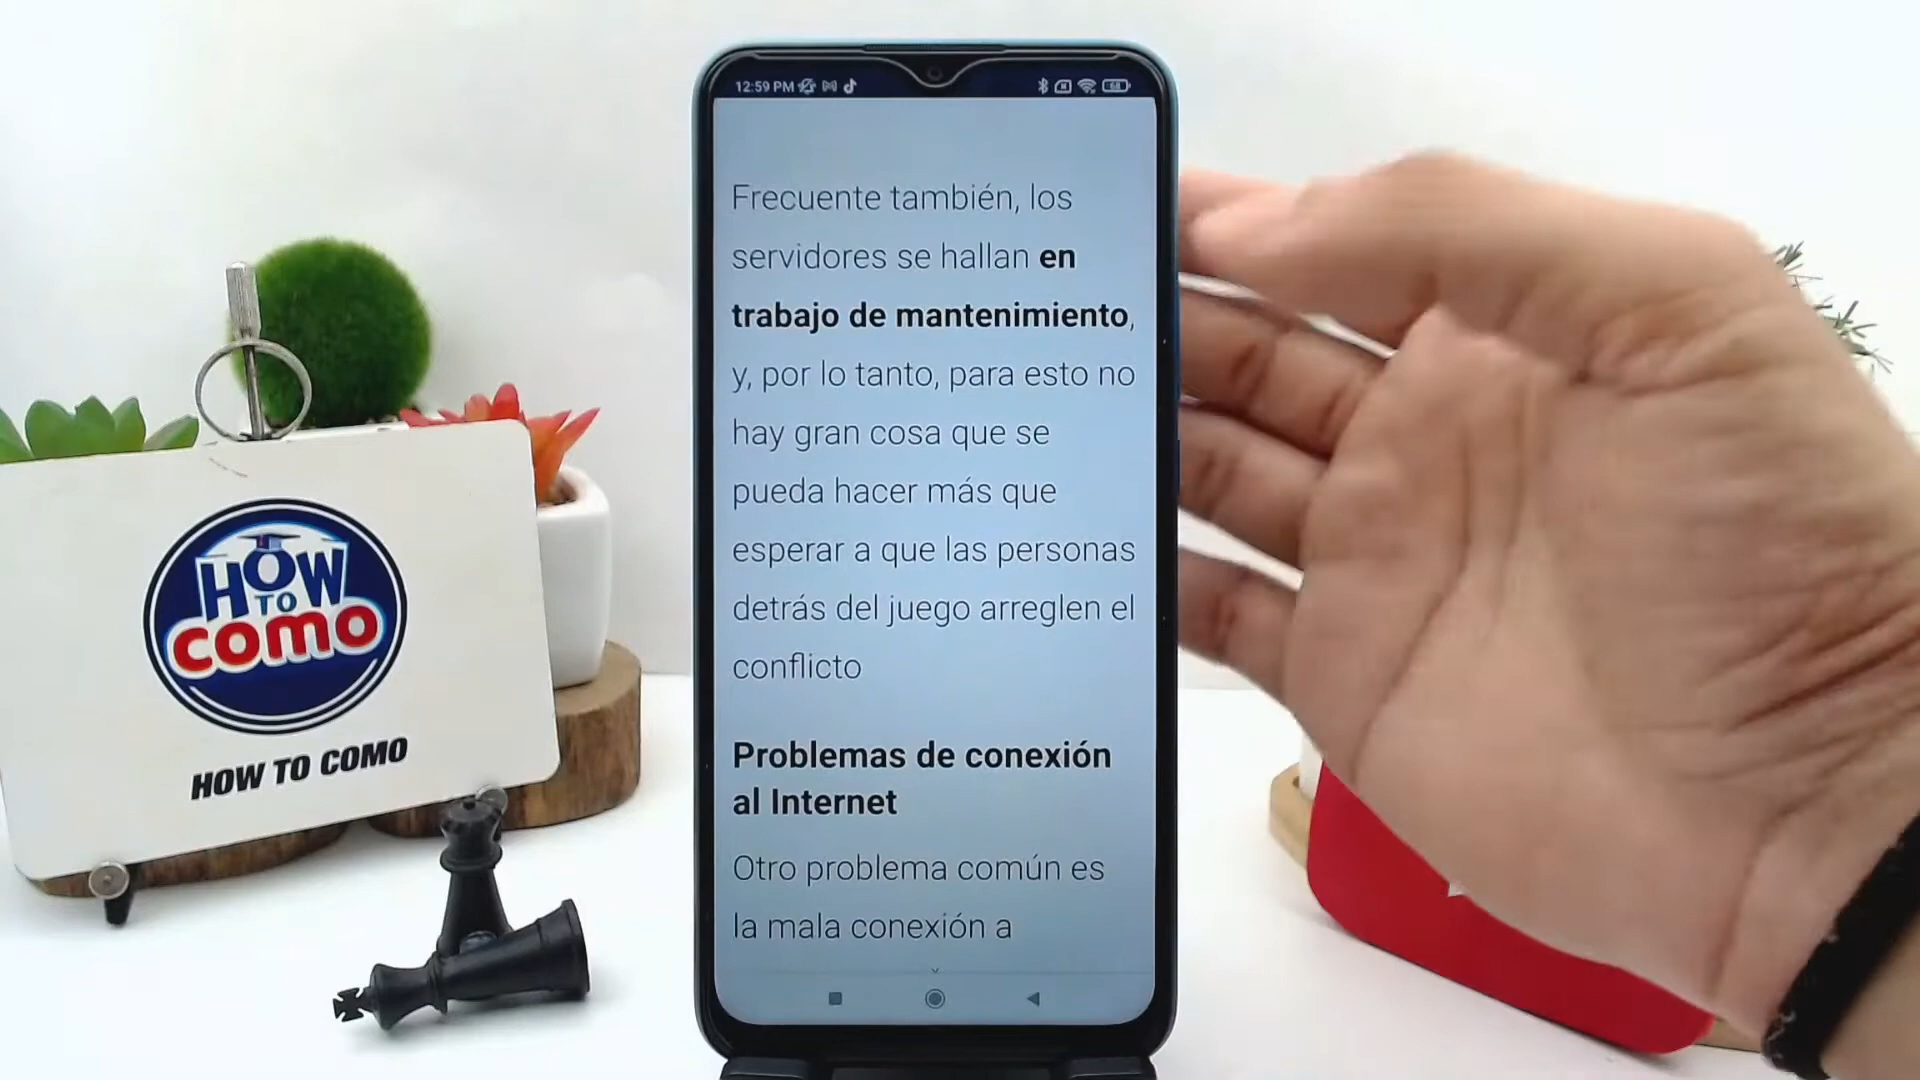 12:59 PM
68
Frecuente también, los
servidores se hallan en
trabajo de mantenimiento,
y, por lo tanto, para esto no
hay gran cosa que se
pueda hacer más que
esperar a que las personas
detrás del juego arreglen el
conflicto
Problemas de conexión
al Internet
Otro problema común es
la mala conexión a
HOW
TO
como
HOW TO COMO